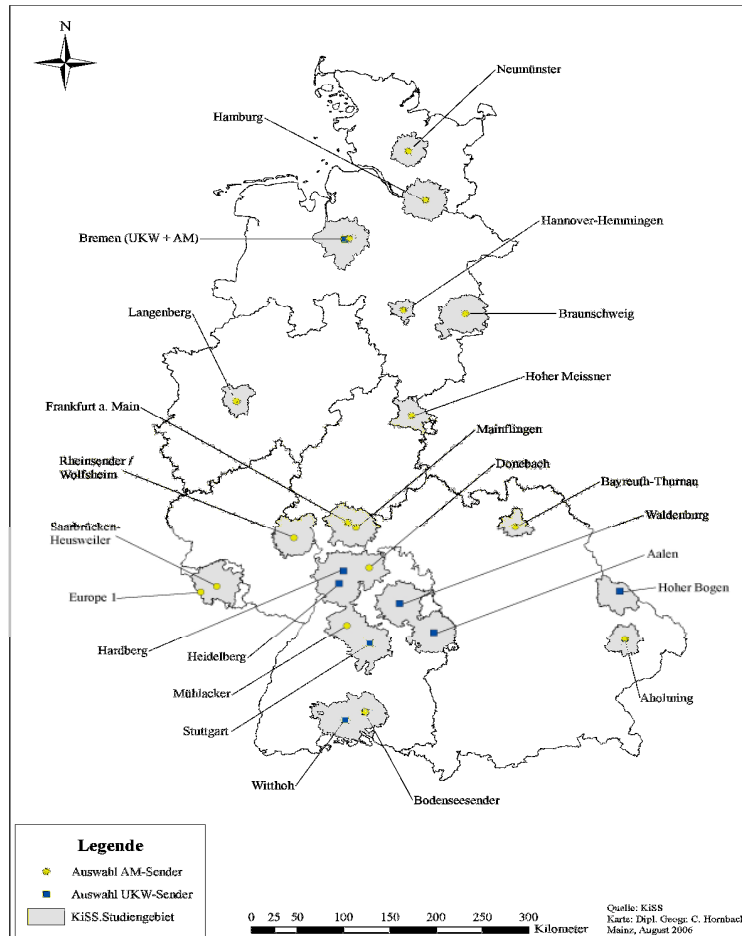 N
Neumünster
Hamburg
Hannover-Hemmingen
Bremen (UKW + AM)
Langenberg
Braunschweig
Hoher Meissner
Frankfurt a. Main
Mainflingen
Rheinsender /
Wolfsheim
Donebach
Bayreuth-Thurnau
Saarbrücken-
Heusweiler
Waldenburg
Aalen
Europe 1
Hoher Bogen
Hardberg
Heidelberg
Mühlacker
Aholming
Stuttgart
Witthoh
Bodenseesender
Legende
Auswahl AM-Sender
Auswahl UKW-Sender
KiSS.Studiengebiet
0 25 50 100 150 200 250 300
Kilometer
Quelle: KiSS
Karte: Dipl. Geogr. C. Hornbach
Mainz, August 2006